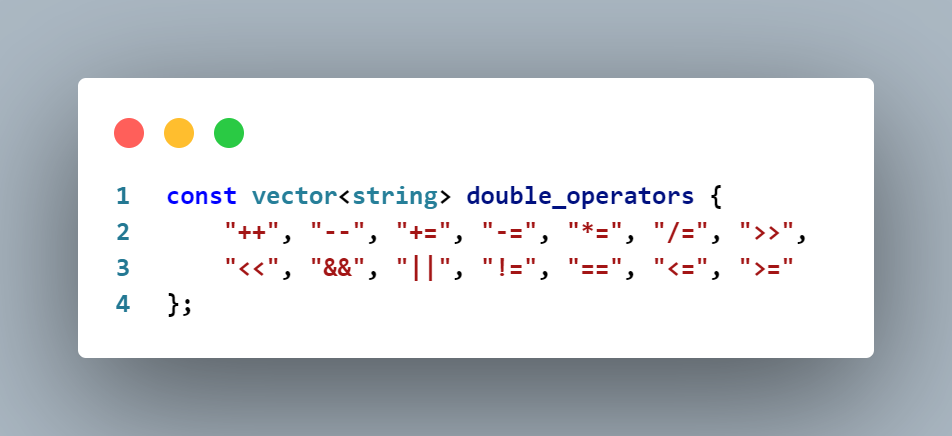 1 const vector<string> double_operators {
2 "++", "--", "+=", "-=", "*=", "/=", ">>",
3 "<<", "&&", "||", "!=", "==", "<=", ">="
4 };